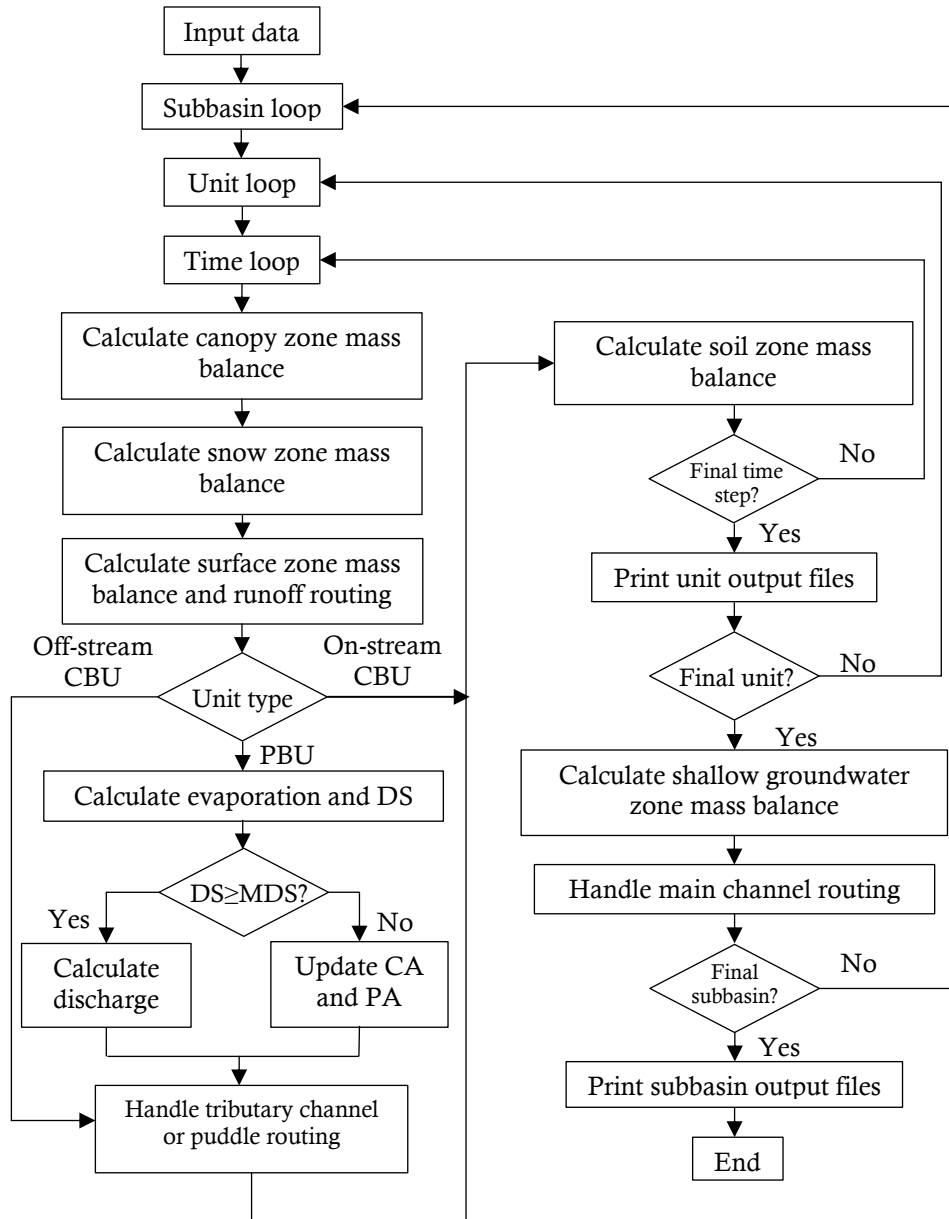 Input data
Subbasin loop
Unit loop
Time loop
Calculate canopy zone mass
balance
Calculate snow zone mass
balance
Calculate surface zone mass
balance and runoff routing
Off-stream
CBU
On-stream
CBU
Unit type
PBU
Calculate evaporation and DS
DS≥MDS?
Yes
No
Calculate
discharge
Update CA
and PA
Handle tributary channel
or puddle routing
Calculate soil zone mass
balance
Final time
step?
No
Yes
Print unit output files
Final unit?
No
Yes
Calculate shallow groundwater
zone mass balance
Handle main channel routing
Final
subbasin?
No
Yes
Print subbasin output files
End